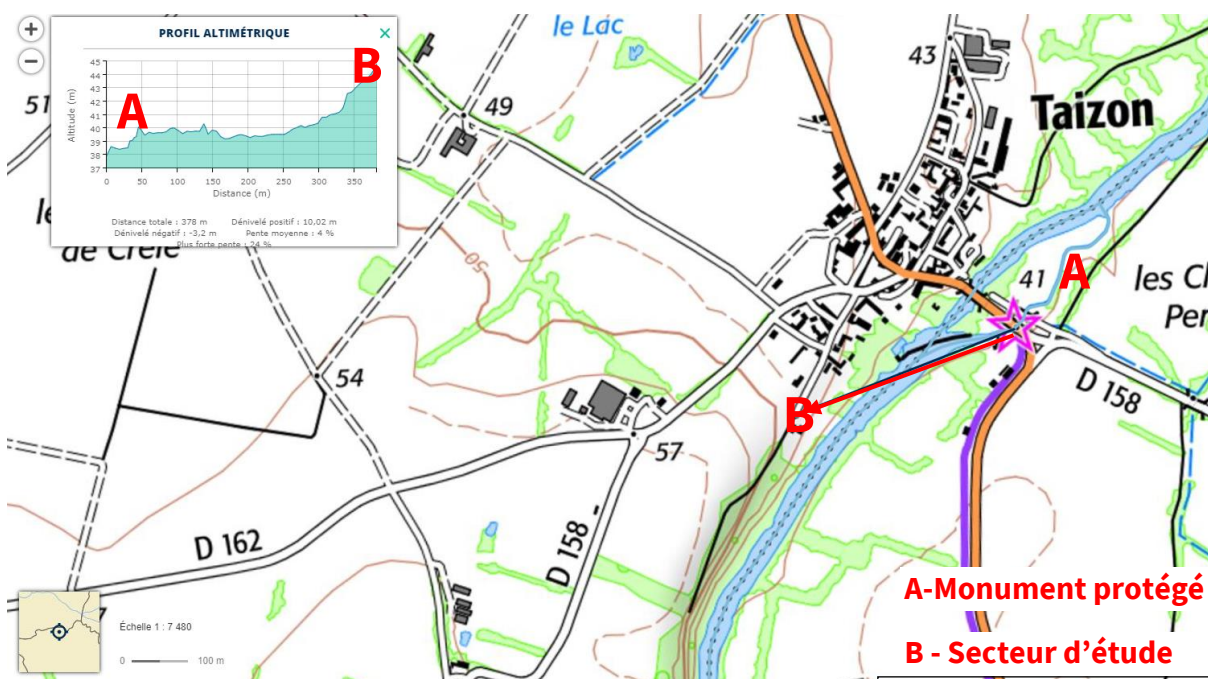 PROFIL ALTIMÉTRIQUE
×
B
A
Altitude (m)
45
44
43
42
41
40
39
38
37
0 50 100 150 200 250 300 350
Distance (m)
Distance totale : 378 m Dénivelé positif : 10,02 m
Dénivelé négatif : -3,2 m Pente moyenne : 4 %
Plus forte pente : 24 %
+
−
le Lac
43
51
49
Taizon
de Crele
50
41
A
les Cl
Per
54
D 158
B
57
D 162
D 158
A-Monument protégé
B - Secteur d’étude
Échelle 1 : 7 480
0 100 m